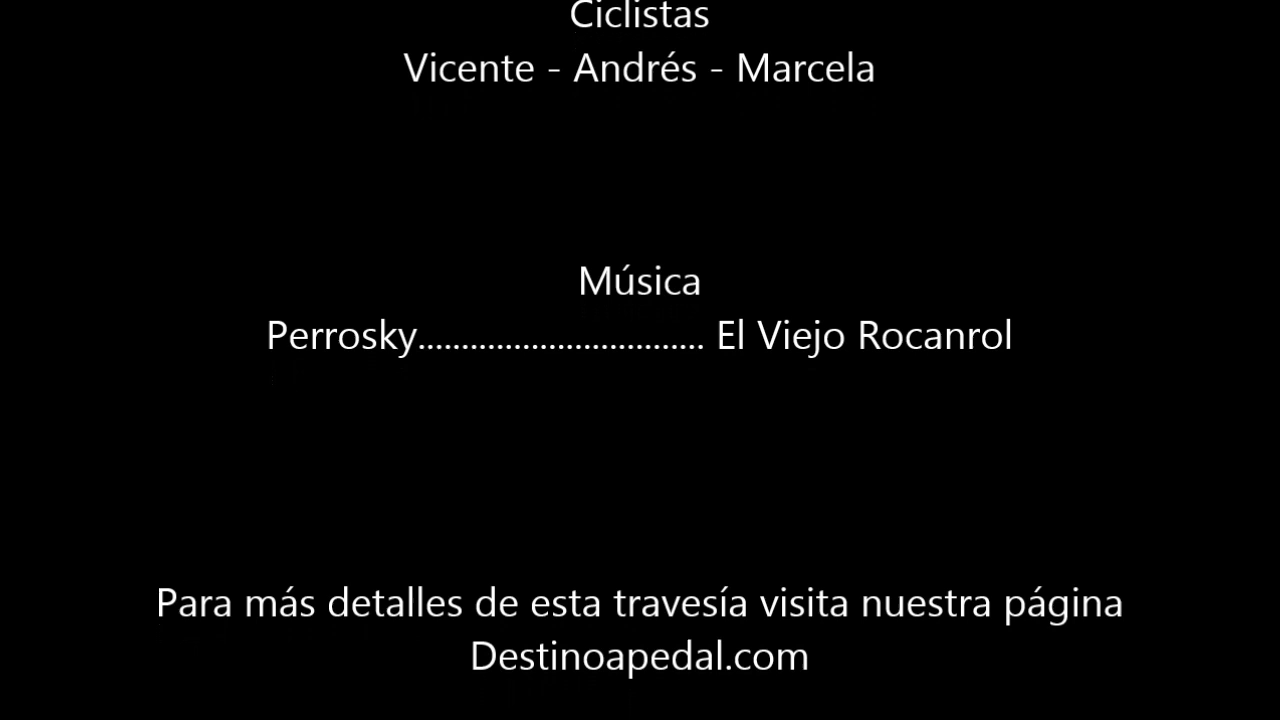 Ciclistas
Vicente - Andrés - Marcela
Música
Perrosky................................. El Viejo Rocanrol
Para más detalles de esta travesía visita nuestra página
Destinoapedal.com